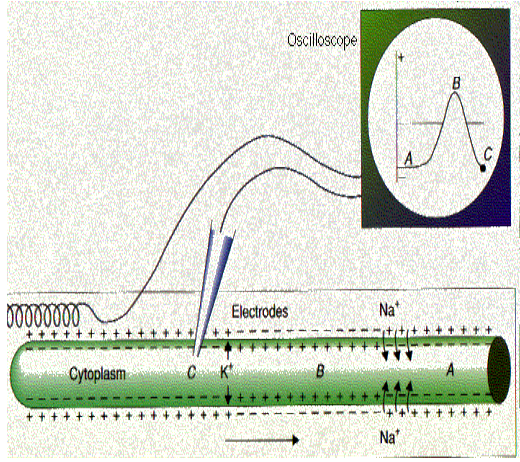 Oscilloscope
+
B
A
C
−
Electrodes
Na⁺
+ + + + + + + + + + + + − − − − − − − − − − − − + + + + + + + + +
− − − − − − − − − − + + + + + + + + + + + − − − − − − − −
Cytoplasm
C
K⁺
B
A
− − − − − − − − − − + + + + + + + + + + + − − − − − − − −
+ + + + + + + + + + + + − − − − − − − − − − − − + + + + + + + + +
Na⁺